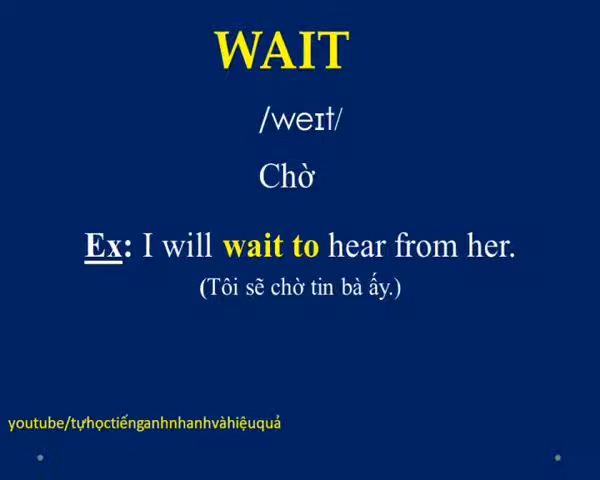 WAIT
/weɪt/
Chờ
Ex: I will wait to hear from her.
(Tôi sẽ chờ tin bà ấy.)
youtube/tựhọctiếnganhnhanhvàhiệuquả